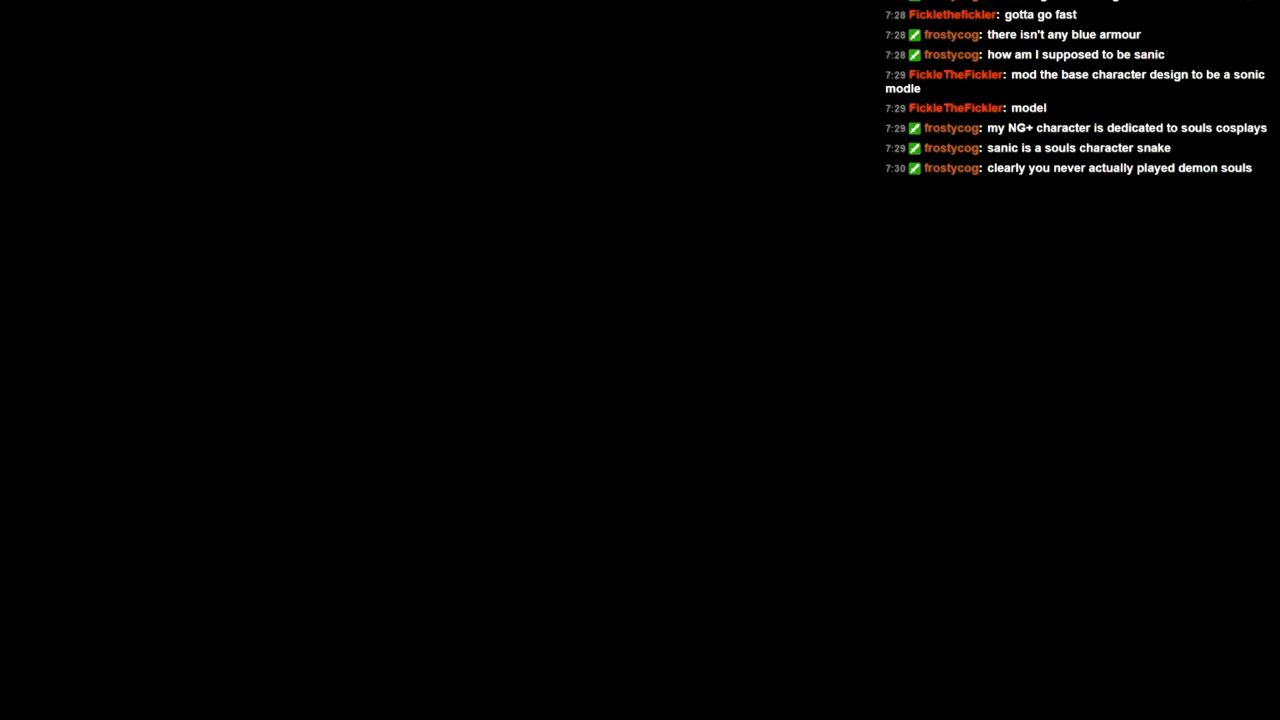 7:28 Ficklethefickler: gotta go fast
7:28 frostycog: there isn't any blue armour
7:28 frostycog: how am I supposed to be sanic
7:29 FickleTheFickler: mod the base character design to be a sonic
modle
7:29 FickleTheFickler: model
7:29 frostycog: my NG+ character is dedicated to souls cosplays
7:29 frostycog: sanic is a souls character snake
7:30 frostycog: clearly you never actually played demon souls